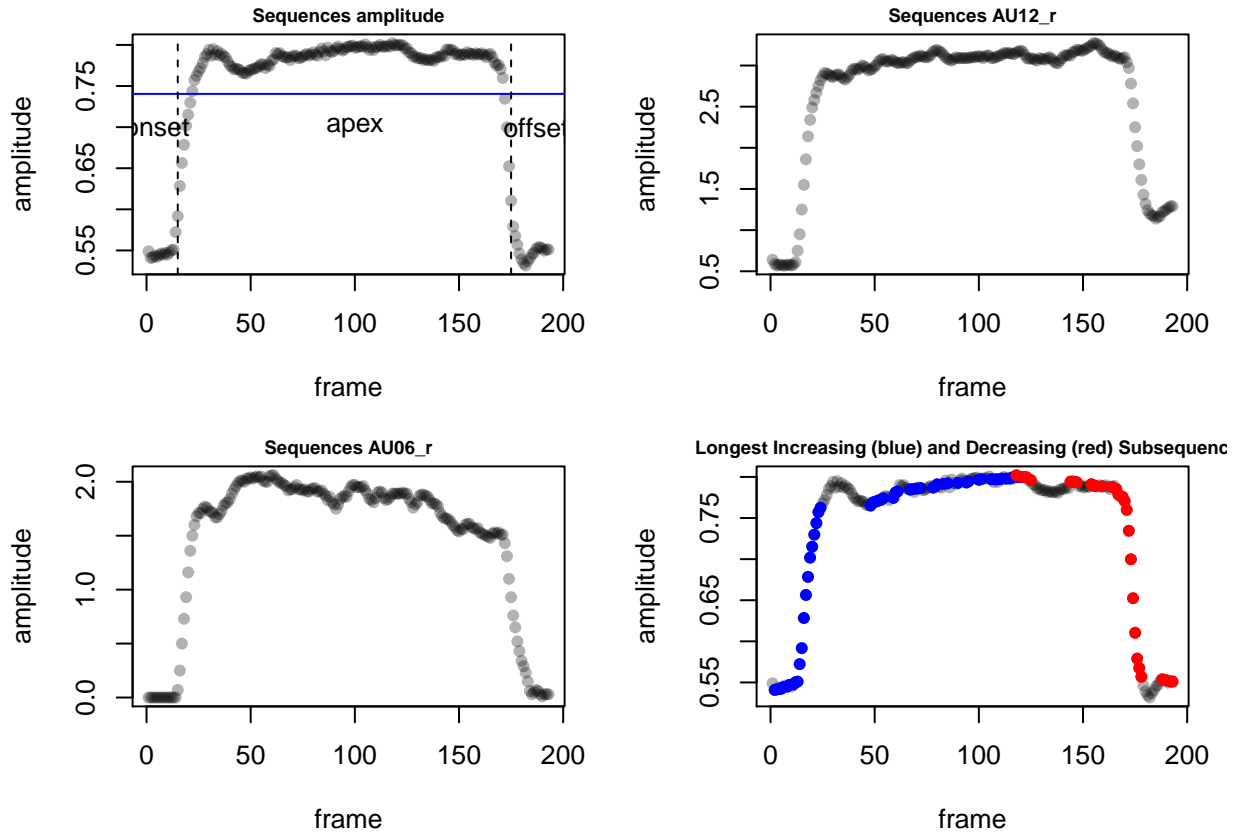 Sequences amplitude
amplitude
0.55 0.65 0.75
onset apex offset
0 50 100 150 200
frame
Sequences AU12_r
amplitude
0.5 1.5 2.5
0 50 100 150 200
frame
Sequences AU06_r
amplitude
0.0 1.0 2.0
0 50 100 150 200
frame
Longest Increasing (blue) and Decreasing (red) Subsequenc
amplitude
0.55 0.65 0.75
0 50 100 150 200
frame